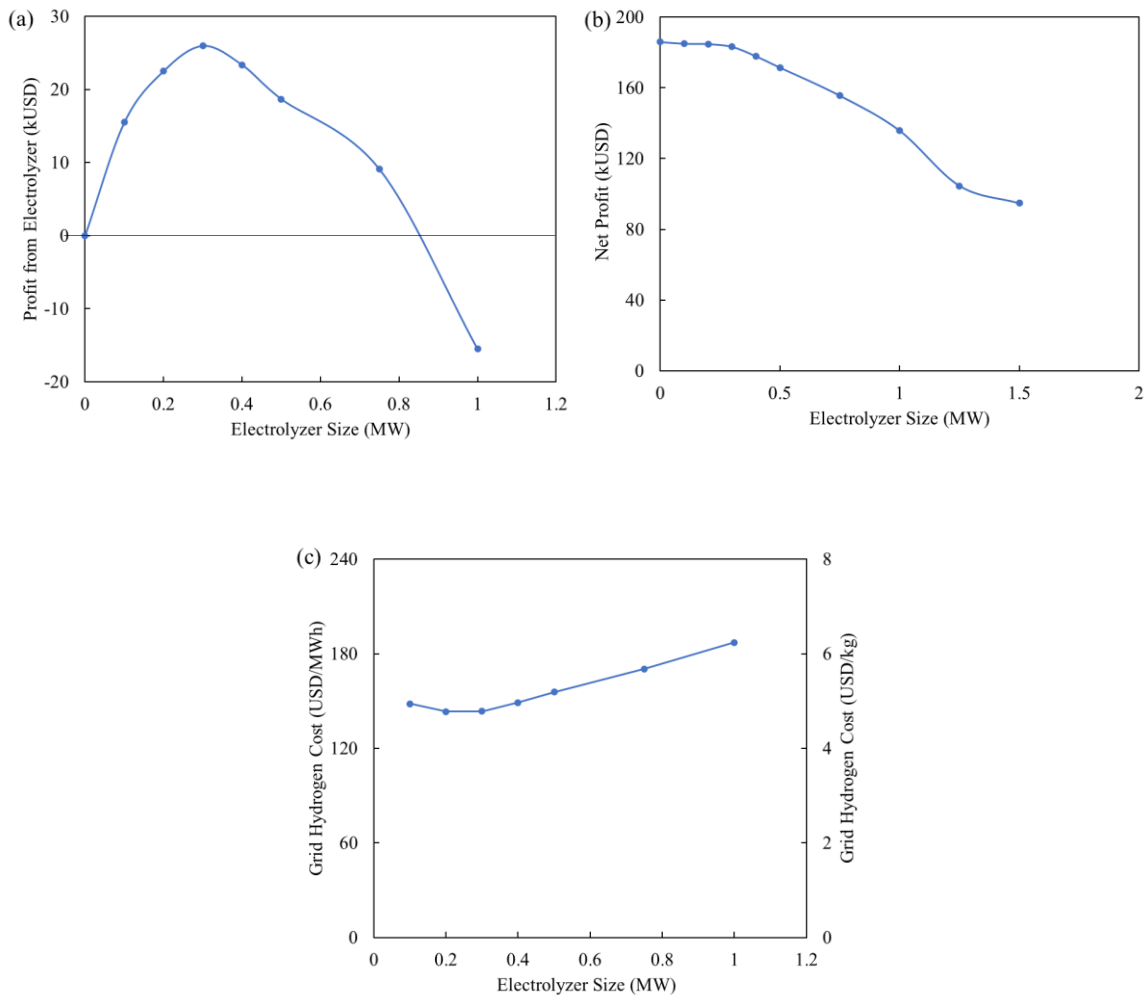 (a)
Profit from Electrolyzer (kUSD)
30
20
10
0
-10
-20
0 0.2 0.4 0.6 0.8 1 1.2
Electrolyzer Size (MW)
(b)
Net Profit (kUSD)
200
160
120
80
40
0
0 0.5 1 1.5 2
Electrolyzer Size (MW)
(c)
Grid Hydrogen Cost (USD/MWh)
240
180
120
60
0
8
6
4
2
0
Grid Hydrogen Cost (USD/kg)
0 0.2 0.4 0.6 0.8 1 1.2
Electrolyzer Size (MW)